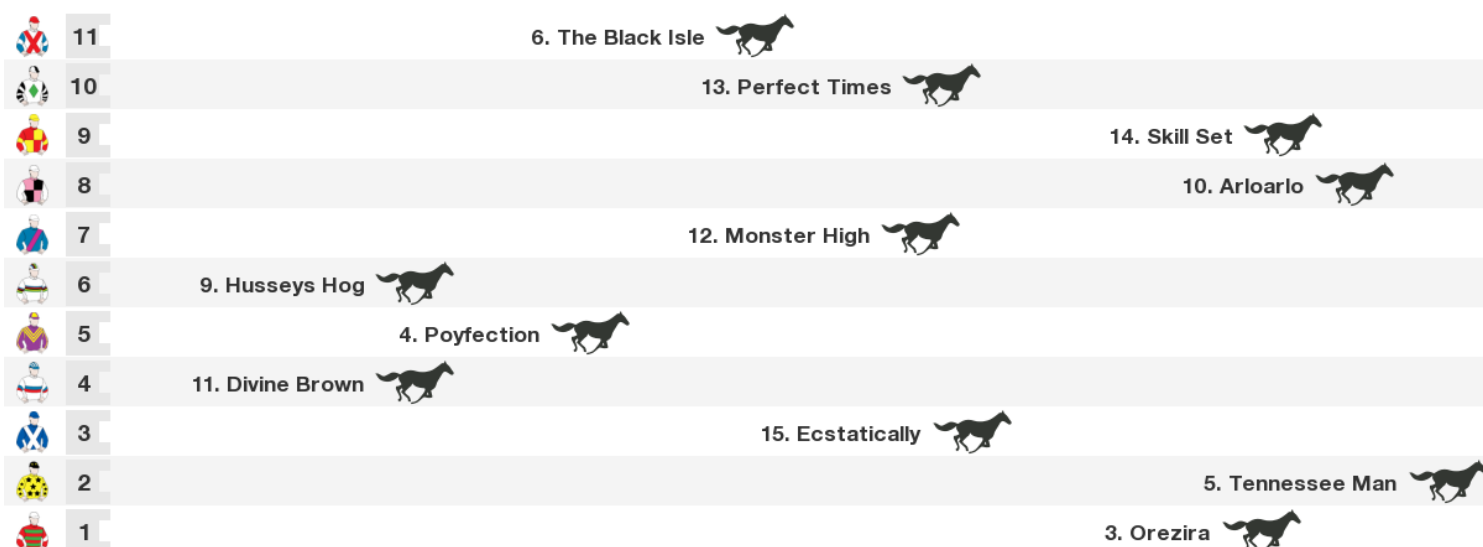 11 6. The Black Isle
10 13. Perfect Times
9 14. Skill Set
8 10. Arloarlo
7 12. Monster High
6 9. Husseys Hog
5 4. Poyfection
4 11. Divine Brown
3 15. Ecstatically
2 5. Tennessee Man
1 3. Orezira